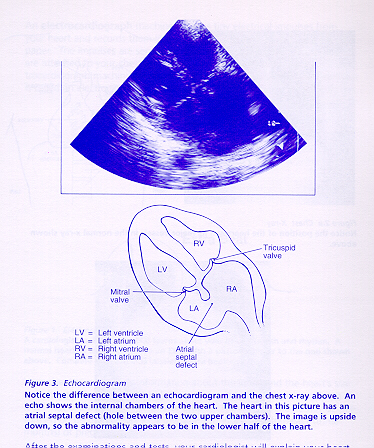 RV
Tricuspid
valve
LV
RA
Mitral
valve
LA
LV = Left ventricle
LA = Left atrium
RV = Right ventricle
RA = Right atrium
Atrial
septal
defect
Figure 3. Echocardiogram
Notice the difference between an echocardiogram and the chest x-ray above. An
echo shows the internal chambers of the heart. The heart in this picture has an
atrial septal defect (hole between the two upper chambers). The image is upside
down, so the abnormality appears to be in the lower half of the heart.
After the examinations and tests, your cardiologist will explain your heart